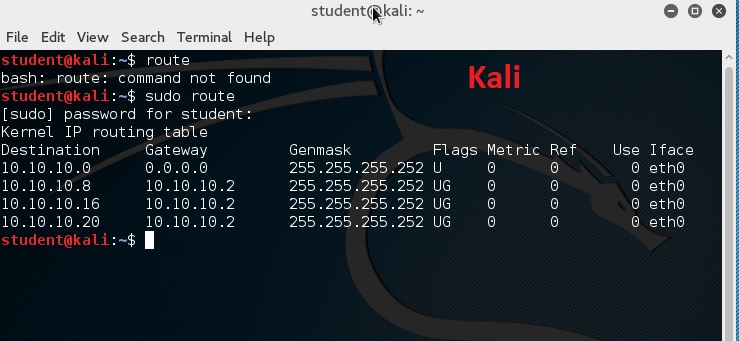 student@kali: ~
File Edit View Search Terminal Help
student@kali:~$ route
bash: route: command not found
Kali
student@kali:~$ sudo route
[sudo] password for student:
Kernel IP routing table
Destination Gateway Genmask Flags Metric Ref Use Iface
10.10.10.0 0.0.0.0 255.255.255.252 U 0 0 0 eth0
10.10.10.8 10.10.10.2 255.255.255.252 UG 0 0 0 eth0
10.10.10.16 10.10.10.2 255.255.255.252 UG 0 0 0 eth0
10.10.10.20 10.10.10.2 255.255.255.252 UG 0 0 0 eth0
student@kali:~$